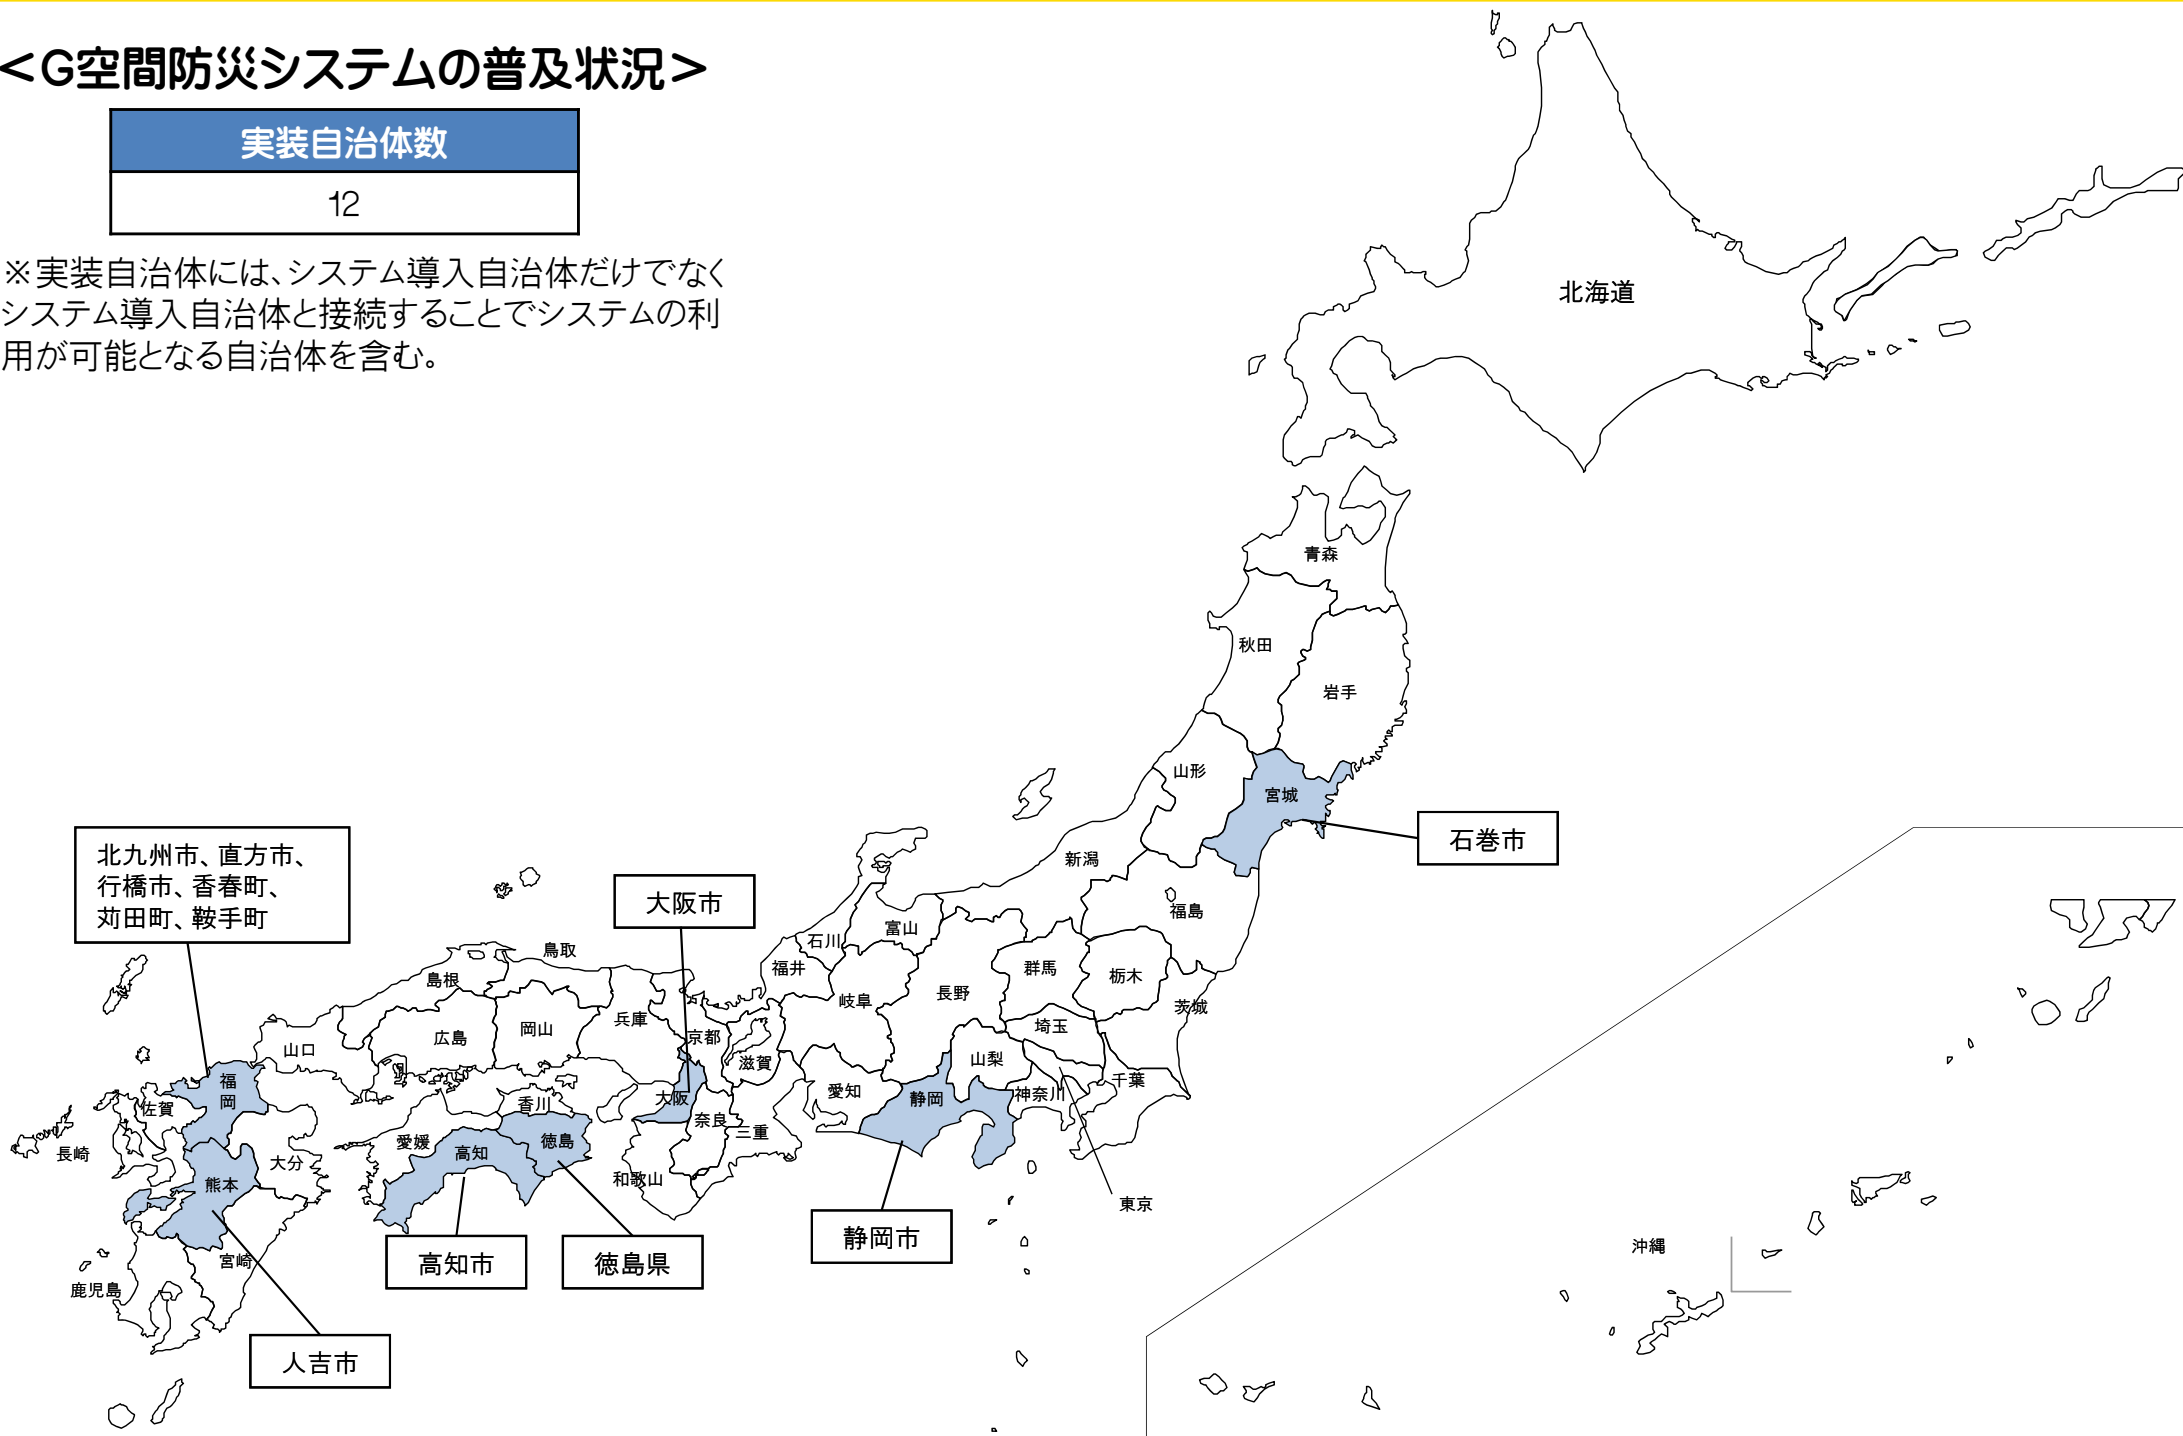 <G空間防災システムの普及状況>
実装自治体数
12
※実装自治体には、システム導入自治体だけでなく
システム導入自治体と接続することでシステムの利
用が可能となる自治体を含む。
北海道
青森
秋田
岩手
山形
宮城
石巻市
新潟
福島
北九州市、直方市、
行橋市、香春町、
苅田町、鞍手町
大阪市
石川
富山
福井
群馬
栃木
茨城
鳥取
島根
岐阜
長野
兵庫
京都
岡山
広島
山口
滋賀
埼玉
山梨
千葉
神奈川
愛知
静岡
福
岡
佐賀
長崎
大分
熊本
香川
愛媛
高知
徳島
大阪
奈良
三重
和歌山
東京
宮崎
鹿児島
高知市
徳島県
静岡市
人吉市
沖縄